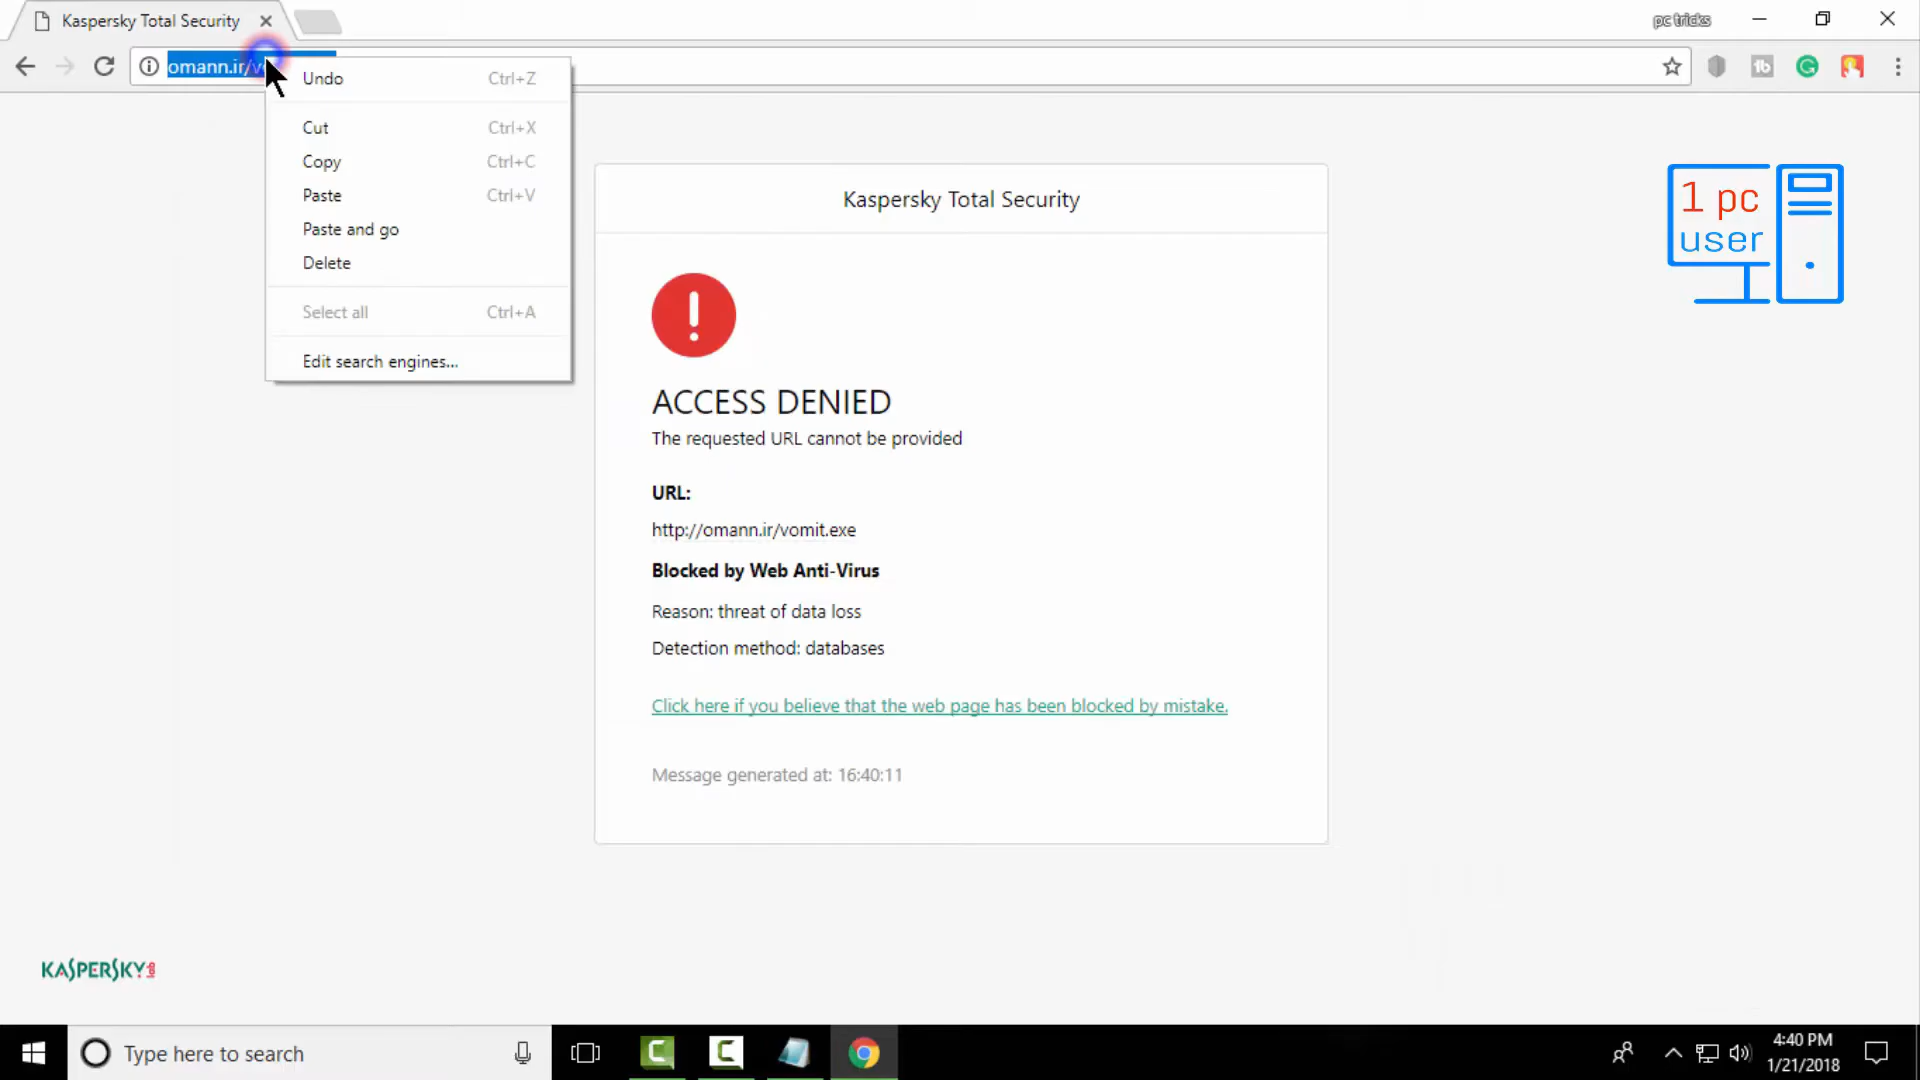 Kaspersky Total Security
pc tricks
omann.ir/v
Undo Ctrl+Z
Cut Ctrl+X
Copy Ctrl+C
Paste Ctrl+V
Paste and go
Delete
Select all Ctrl+A
Edit search engines...
Kaspersky Total Security
1 pc
user
ACCESS DENIED
The requested URL cannot be provided
URL:
http://omann.ir/vomit.exe
Blocked by Web Anti-Virus
Reason: threat of data loss
Detection method: databases
Click here if you believe that the web page has been blocked by mistake.
Message generated at: 16:40:11
KASPERSKY lab
Type here to search
4:40 PM
1/21/2018